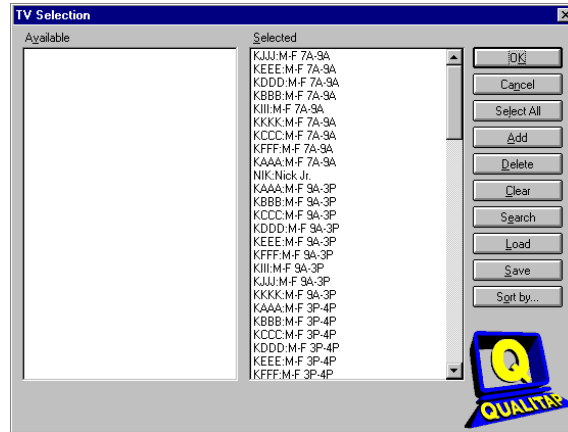 TV Selection
Available
Selected
KJJJ:M-F 7A-9A
KEEE:M-F 7A-9A
KDDD:M-F 7A-9A
KBBB:M-F 7A-9A
KIII:M-F 7A-9A
KKKK:M-F 7A-9A
KCCC:M-F 7A-9A
KFFF:M-F 7A-9A
KAAA:M-F 7A-9A
NIK:Nick Jr.
KAAA:M-F 9A-3P
KBBB:M-F 9A-3P
KCCC:M-F 9A-3P
KDDD:M-F 9A-3P
KEEE:M-F 9A-3P
KFFF:M-F 9A-3P
KIII:M-F 9A-3P
KJJJ:M-F 9A-3P
KKKK:M-F 9A-3P
KAAA:M-F 3P-4P
KBBB:M-F 3P-4P
KCCC:M-F 3P-4P
KDDD:M-F 3P-4P
KEEE:M-F 3P-4P
KFFF:M-F 3P-4P
OK
Cancel
Select All
Add
Delete
Clear
Search
Load
Save
Sort by...
Q
QUALITAP